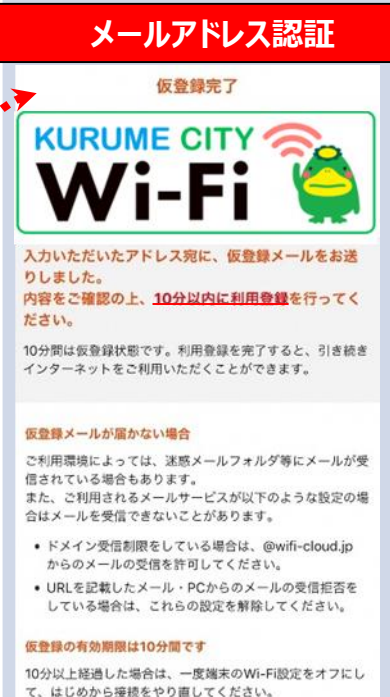 メールアドレス認証
仮登録完了
KURUME CITY
Wi-Fi
入力いただいたアドレス宛に、仮登録メールをお送
りしました。
内容をご確認の上、10分以内に利用登録を行ってく
ださい。
10分間は仮登録状態です。利用登録を完了すると、引き続き
インターネットをご利用いただくことができます。
仮登録メールが届かない場合
ご利用環境によっては、迷惑メールフォルダ等にメールが受
信されている場合もあります。
また、ご利用されるメールサービスが以下のような設定の場
合はメールを受信できないことがあります。
• ドメイン受信制限をしている場合は、@wifi-cloud.jp
からのメールの受信を許可してください。
• URLを記載したメール・PCからのメールの受信拒否を
している場合は、これらの設定を解除してください。
仮登録の有効期限は10分間です
10分以上経過した場合は、一度端末のWi-Fi設定をオフにし
て、はじめから接続をやり直してください。